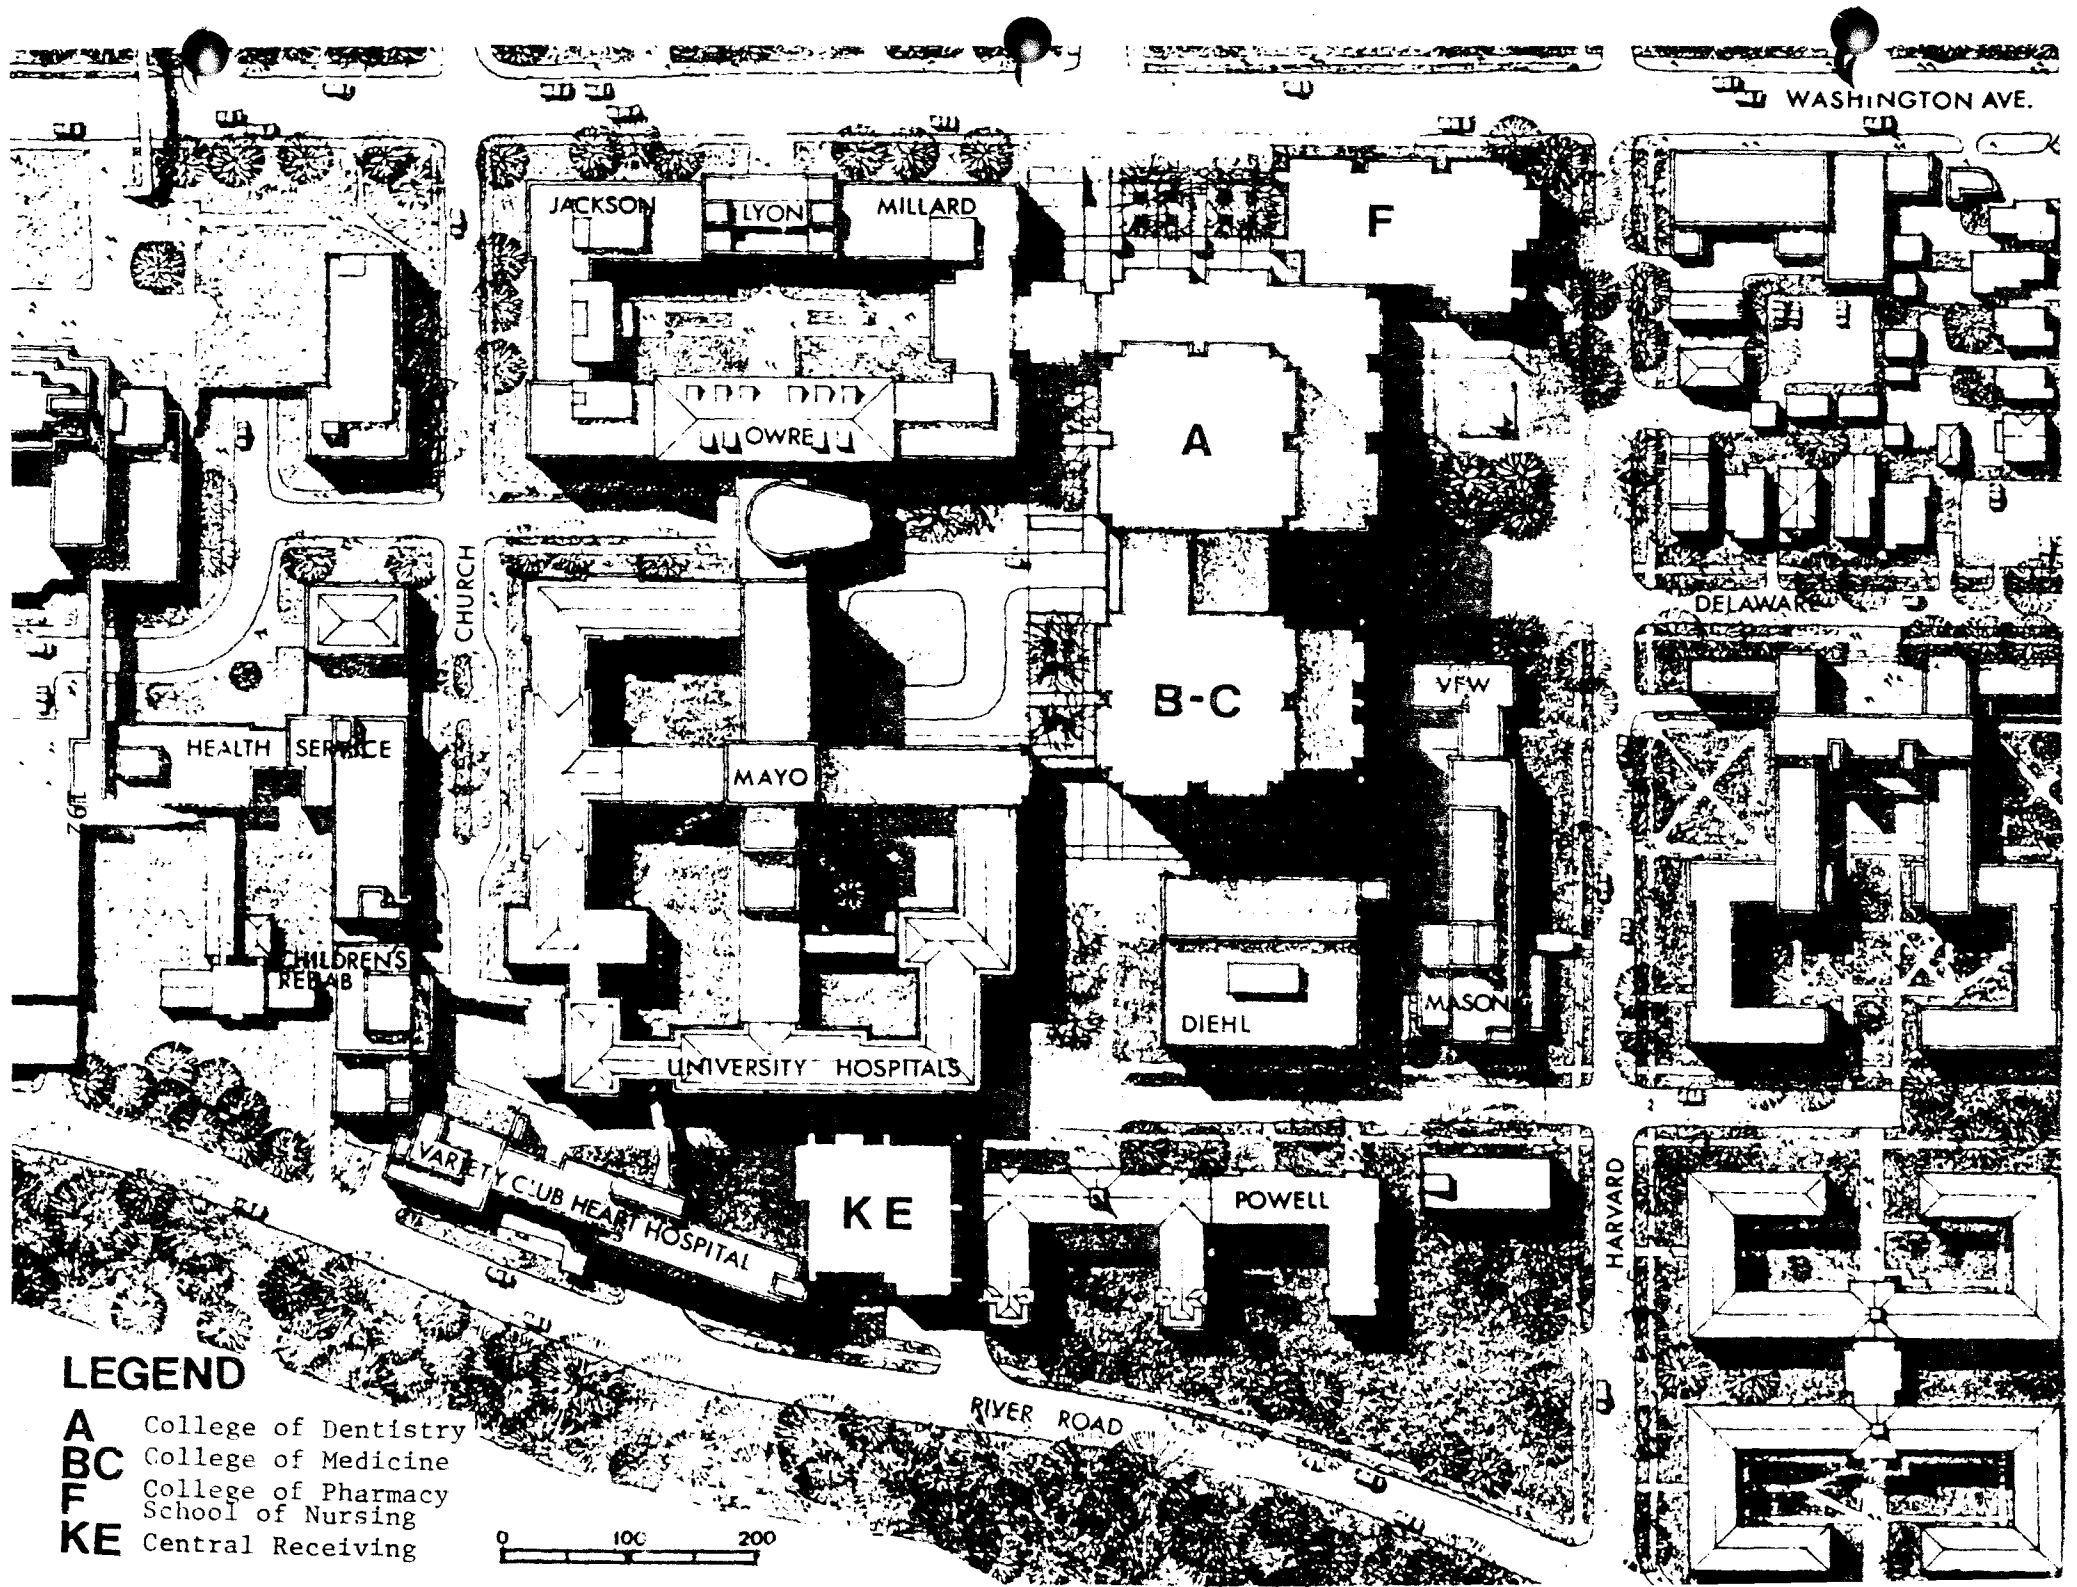 WASHINGTON AVE.
JACKSON
LYON
MILLARD
F
A
OWRE
CHURCH
DELAWARE
VFW
B-C
HEALTH SERVICE
MAYO
CHILDREN'S
REHAB
MASON
DIEHL
UNIVERSITY HOSPITALS
VARIETY CLUB HEART HOSPITAL
KE
POWELL
HARVARD
RIVER ROAD
LEGEND
A College of Dentistry
BC College of Medicine
F College of Pharmacy
School of Nursing
KE Central Receiving
0 100 200